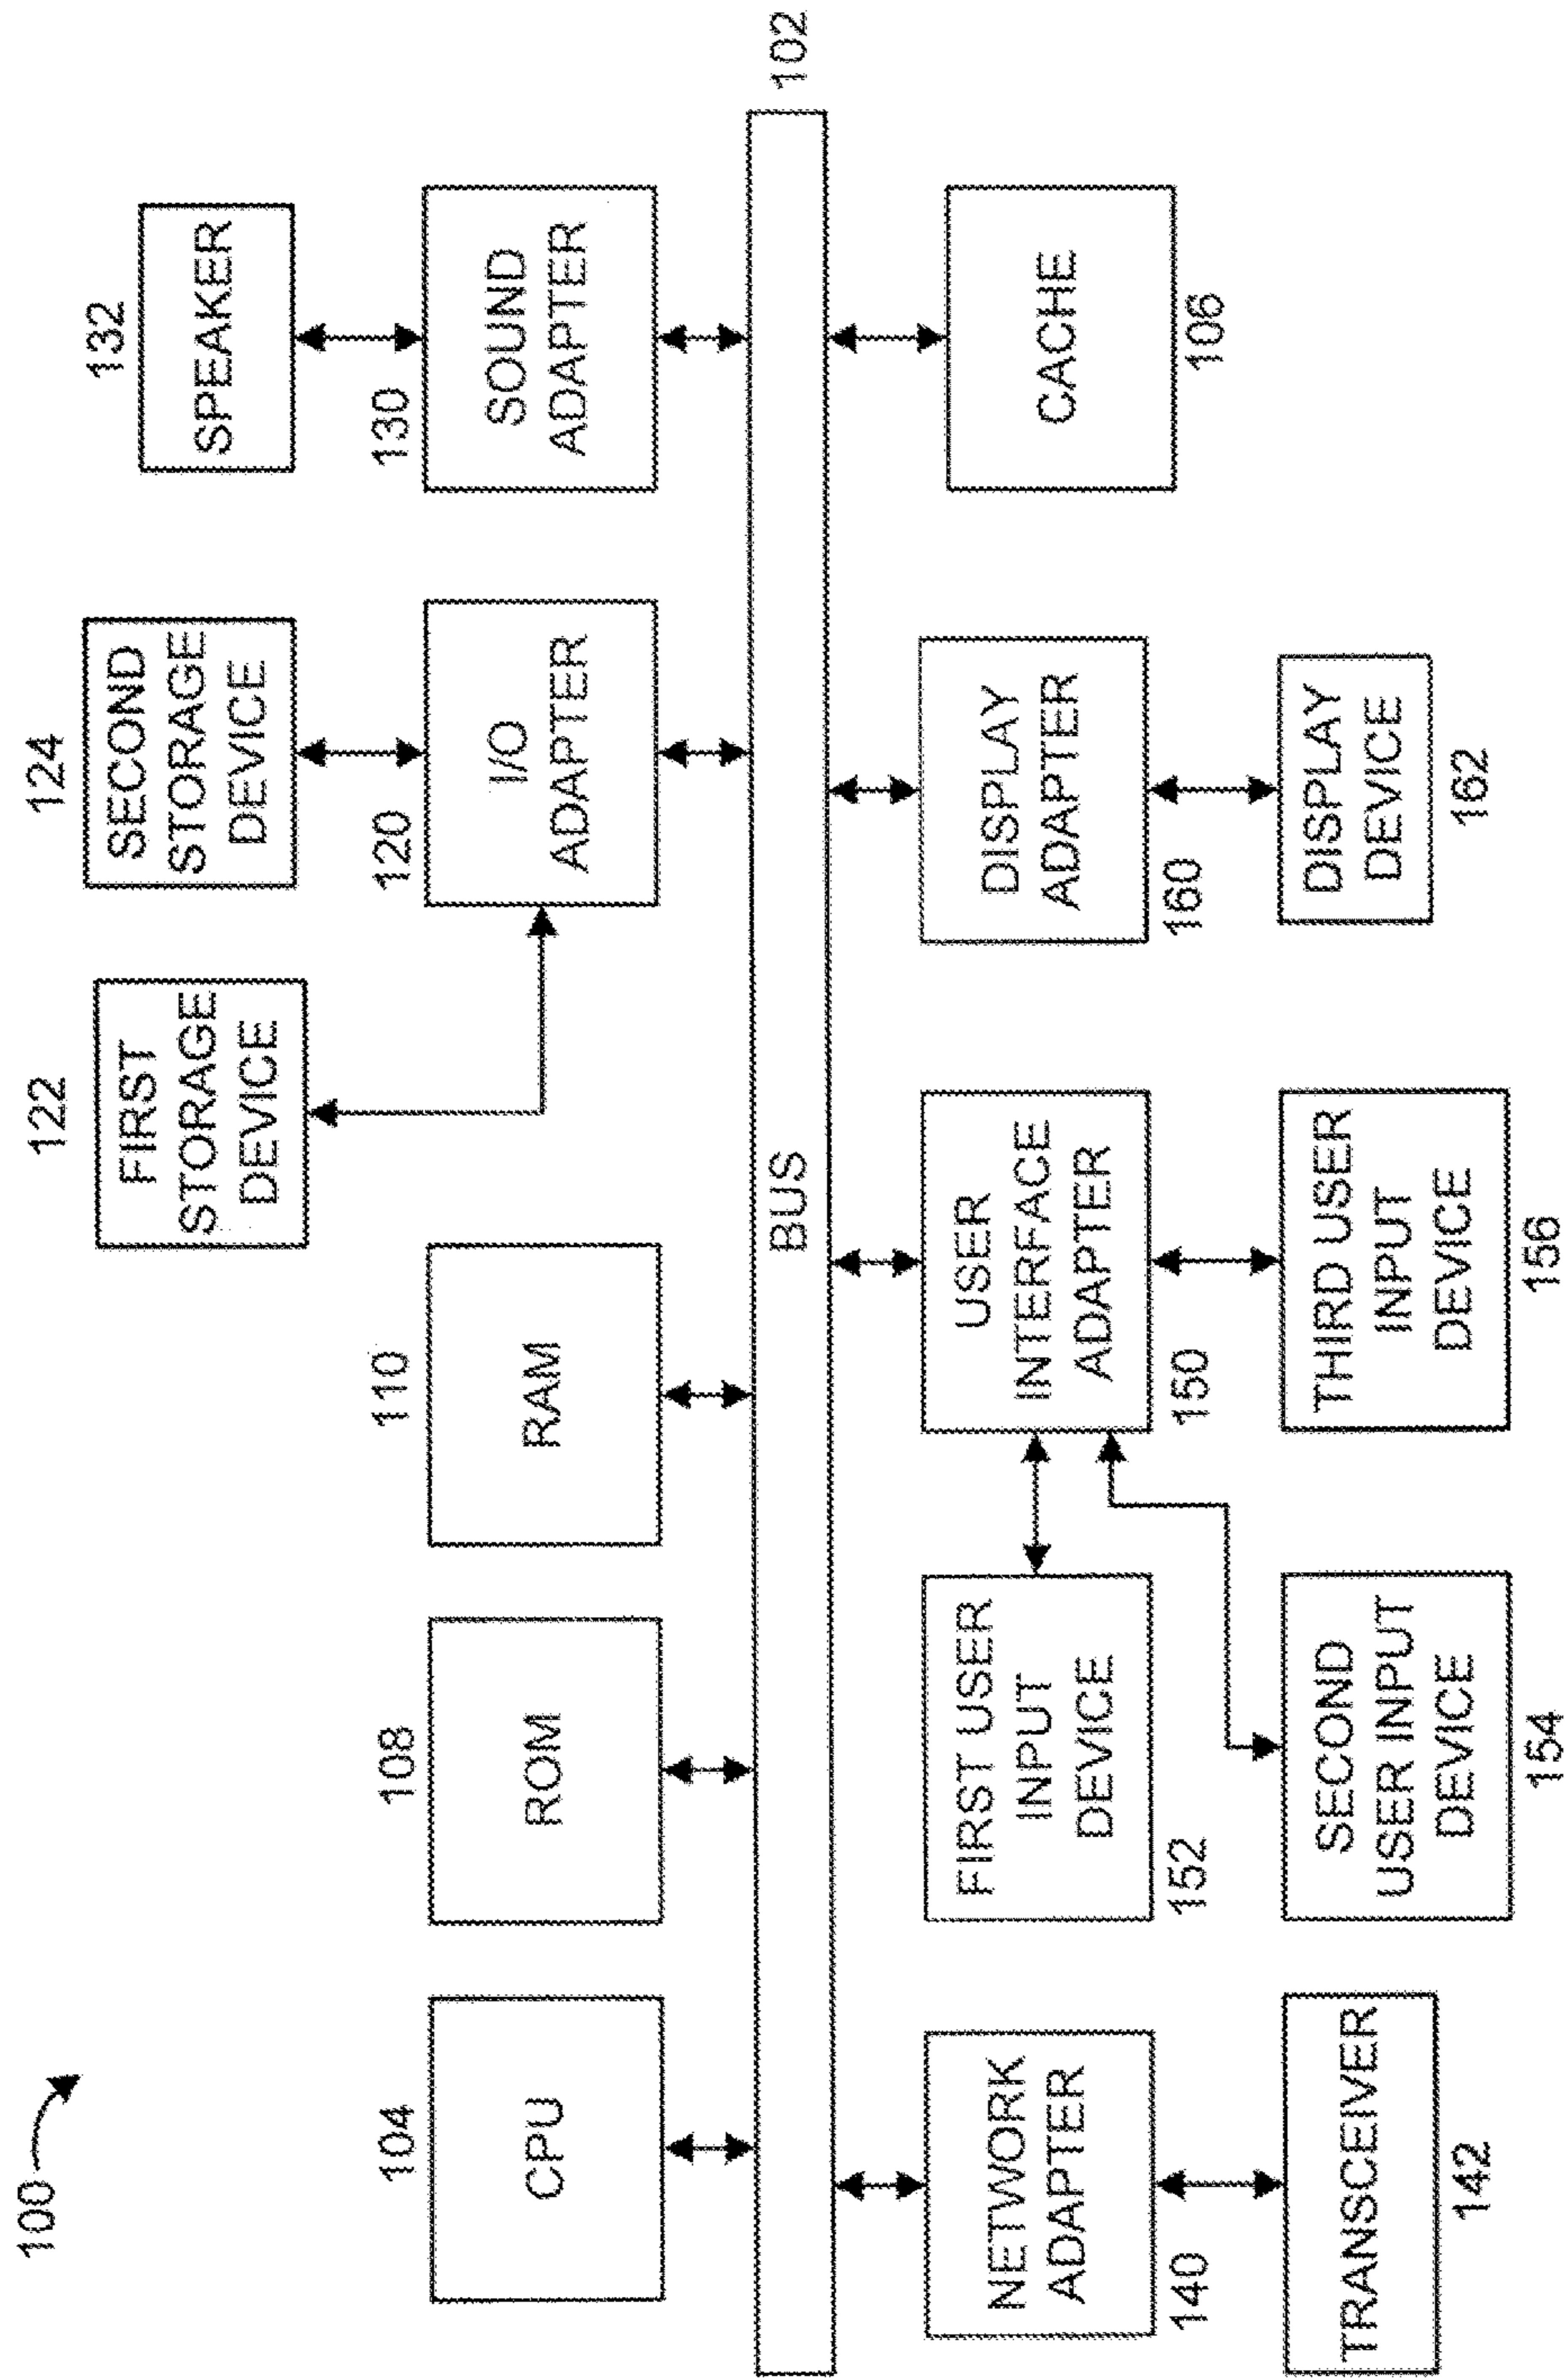 100
104
CPU
108
ROM
110
RAM
122
FIRST
STORAGE
DEVICE
124
SECOND
STORAGE
DEVICE
120
I/O
ADAPTER
132
SPEAKER
130
SOUND
ADAPTER
BUS
102
NETWORK
ADAPTER
140
TRANSCEIVER
142
FIRST USER
INPUT
DEVICE
152
SECOND
USER INPUT
DEVICE
154
USER
INTERFACE
ADAPTER
150
THIRD USER
INPUT
DEVICE
156
DISPLAY
ADAPTER
160
DISPLAY
DEVICE
162
CACHE
106